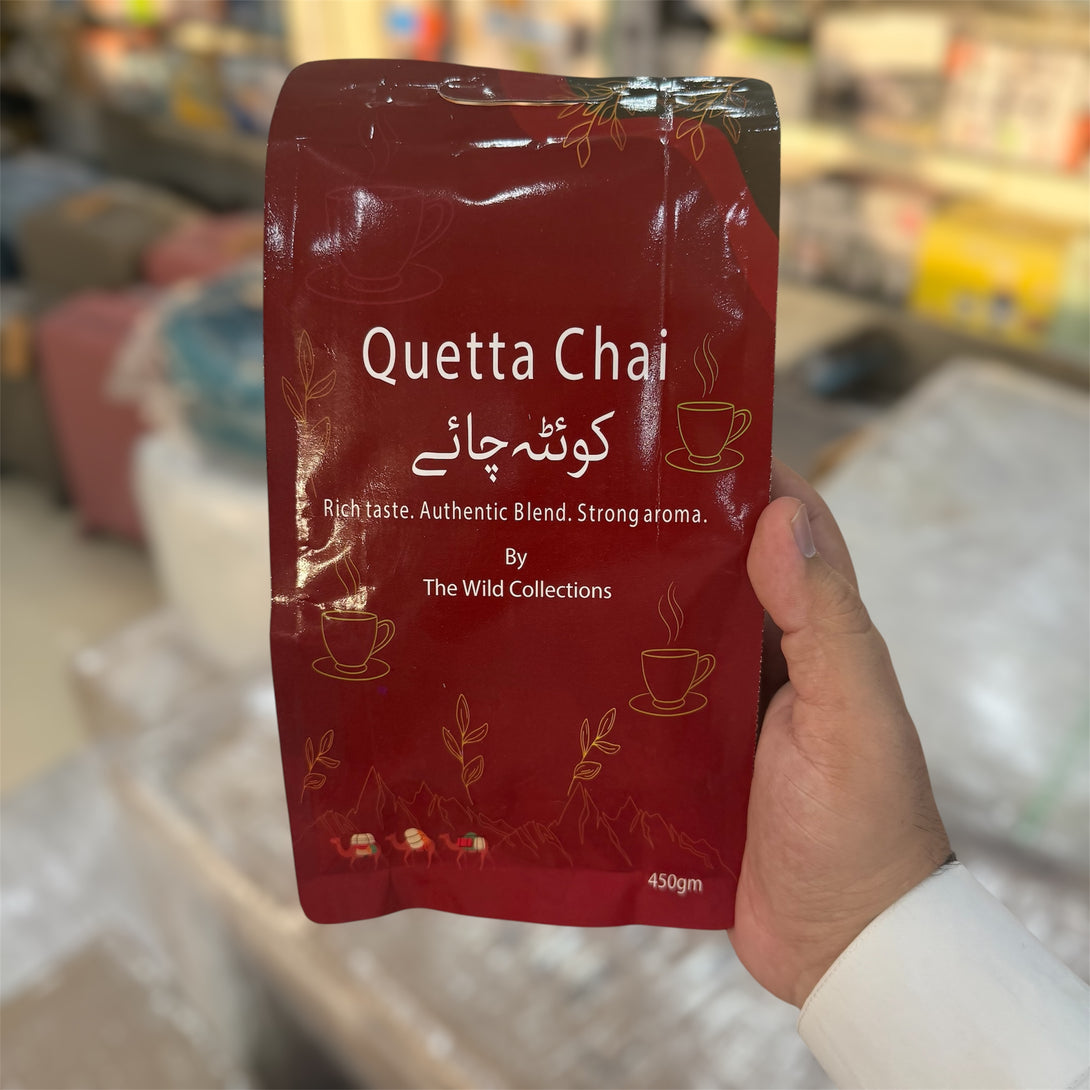 Quetta Chai
کوئٹہ چائے
Rich taste. Authentic Blend. Strong aroma.
By
The Wild Collections
450gm